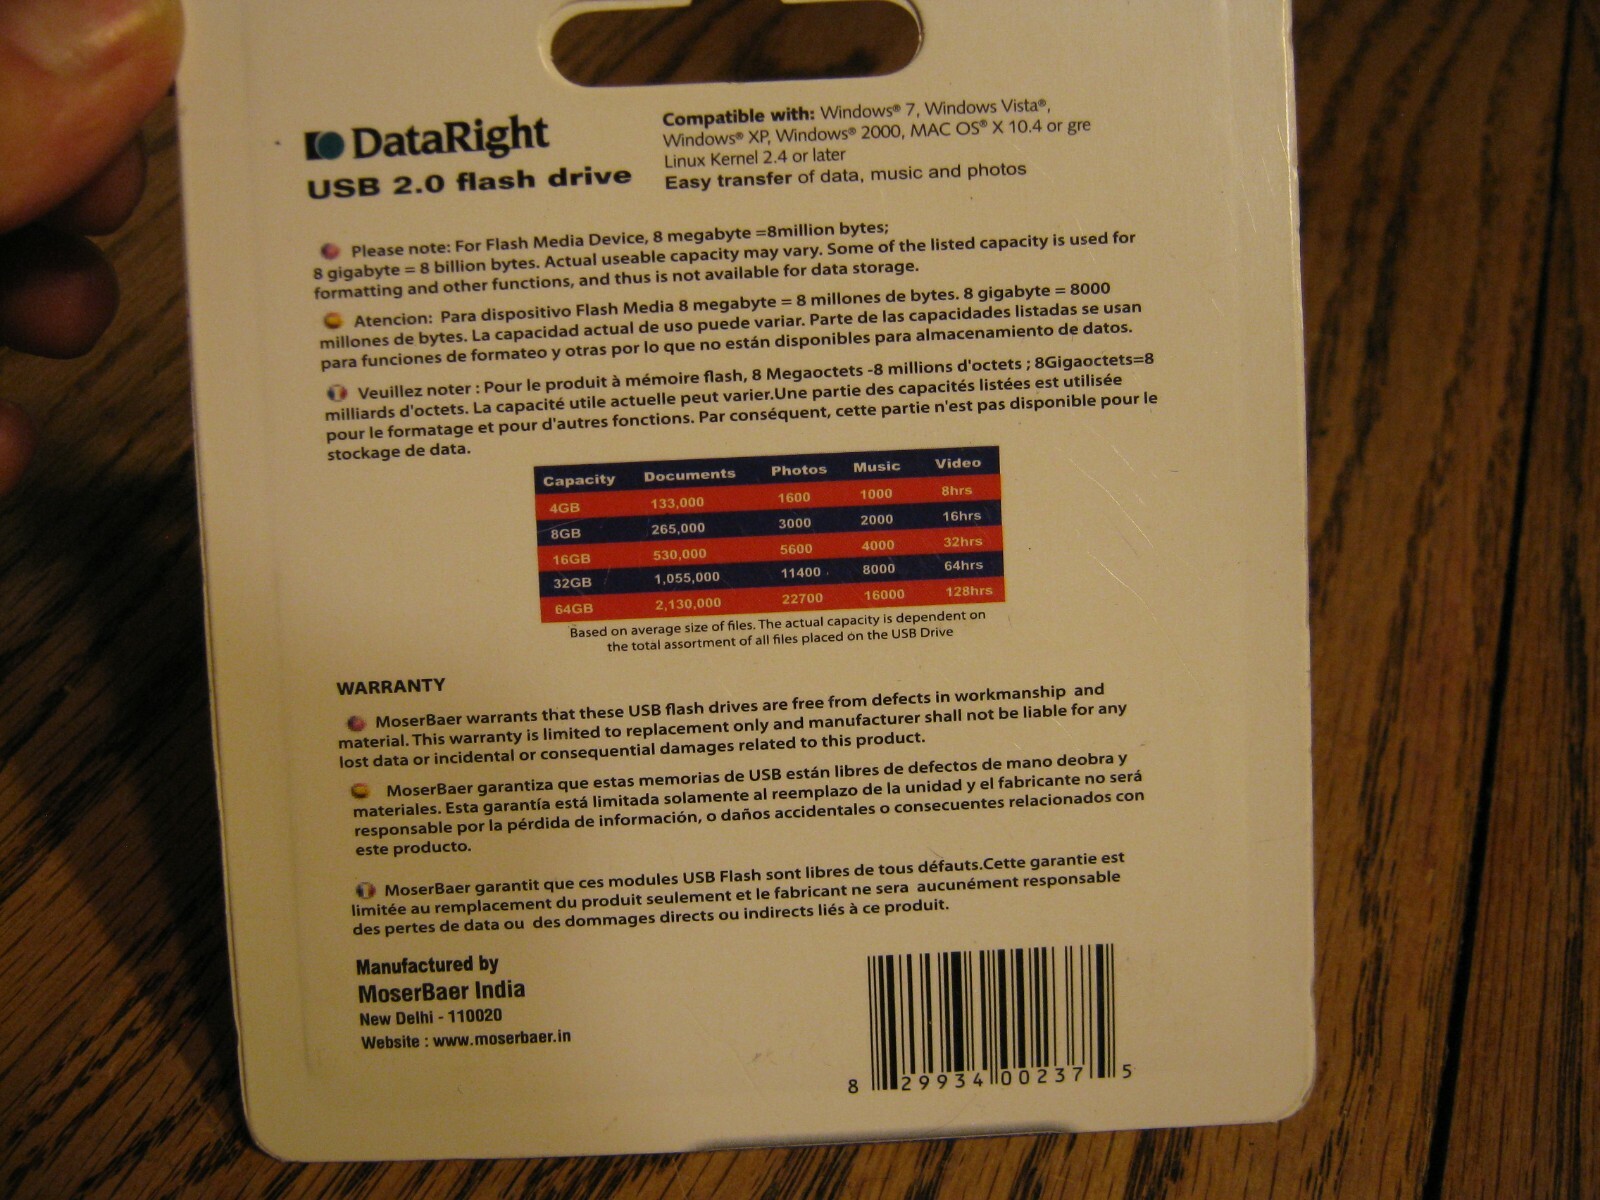 DataRight
USB 2.0 flash drive
Compatible with: Windows® 7, Windows Vista®,
Windows® XP, Windows® 2000, MAC OS® X 10.4 or gre
Linux Kernel 2.4 or later
Easy transfer of data, music and photos
Please note: For Flash Media Device, 8 megabyte =8million bytes;
8 gigabyte = 8 billion bytes. Actual useable capacity may vary. Some of the listed capacity is used for
formatting and other functions, and thus is not available for data storage.
Atencion: Para dispositivo Flash Media 8 megabyte = 8 millones de bytes. 8 gigabyte = 8000
millones de bytes. La capacidad actual de uso puede variar. Parte de las capacidades listadas se usan
para funciones de formateo y otras por lo que no están disponibles para almacenamiento de datos.
Veuillez noter : Pour le produit à mémoire flash, 8 Megaoctets -8 millions d'octets ; 8Gigaoctets=8
milliards d'octets. La capacité utile actuelle peut varier.Une partie des capacités listées est utilisée
pour le formatage et pour d'autres fonctions. Par conséquent, cette partie n'est pas disponible pour le
stockage de data.
Capacity Documents Photos Music Video
4GB 133,000 1600 1000 8hrs
8GB 265,000 3000 2000 16hrs
16GB 530,000 5600 4000 32hrs
32GB 1,055,000 11400 8000 64hrs
64GB 2,130,000 22700 16000 128hrs
Based on average size of files. The actual capacity is dependent on
the total assortment of all files placed on the USB Drive
WARRANTY
MoserBaer warrants that these USB flash drives are free from defects in workmanship and
material. This warranty is limited to replacement only and manufacturer shall not be liable for any
lost data or incidental or consequential damages related to this product.
MoserBaer garantiza que estas memorias de USB están libres de defectos de mano deobra y
materiales. Esta garantía está limitada solamente al reemplazo de la unidad y el fabricante no será
responsable por la pérdida de información, o daños accidentales o consecuentes relacionados con
este producto.
MoserBaer garantit que ces modules USB Flash sont libres de tous défauts.Cette garantie est
limitée au remplacement du produit seulement et le fabricant ne sera aucunément responsable
des pertes de data ou des dommages directs ou indirects liés à ce produit.
Manufactured by
MoserBaer India
New Delhi - 110020
Website : www.moserbaer.in
8 29934 00237 5